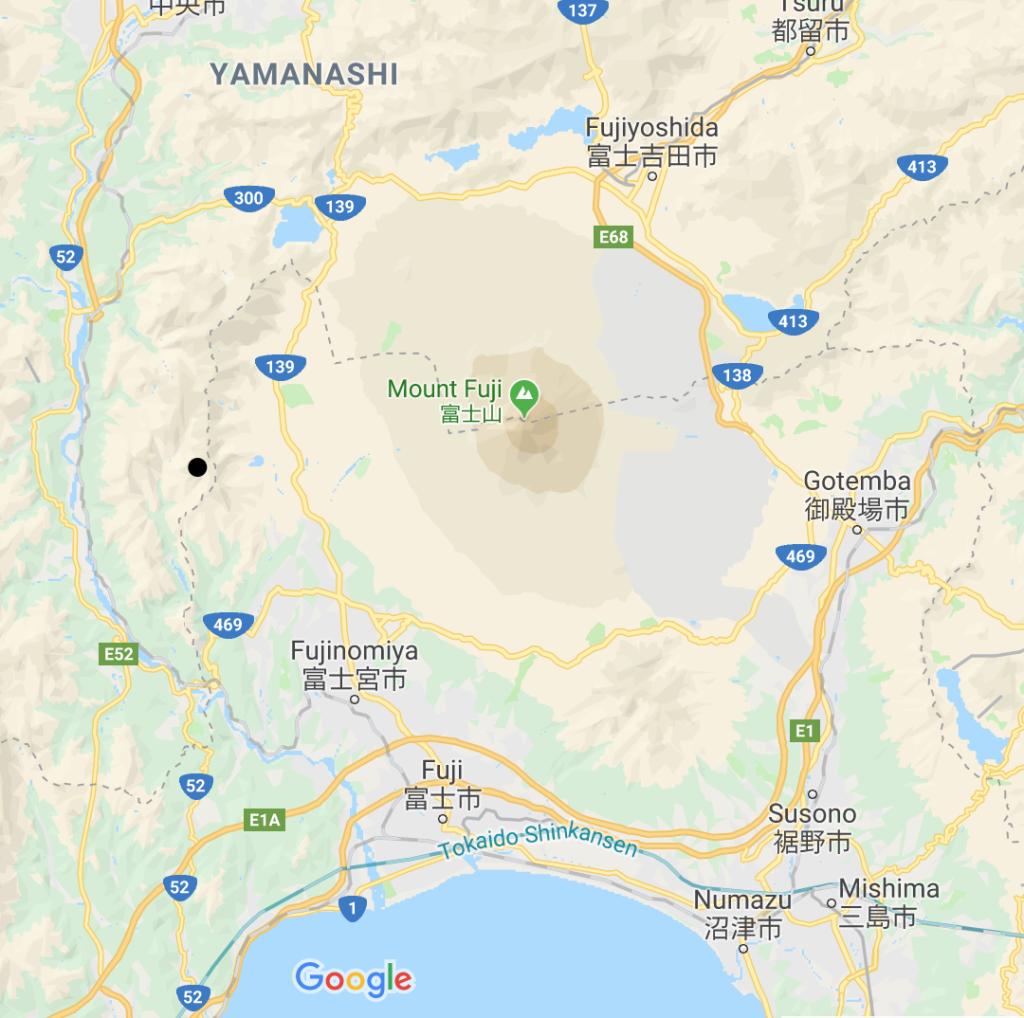 中央市
137
Tsuru
都留市
YAMANASHI
Fujiyoshida
富士吉田市
413
300
139
E68
52
413
139
138
Mount Fuji
富士山
Gotemba
御殿場市
469
469
E52
Fujinomiya
富士宮市
E1
Fuji
富士市
52
E1A
Susono
裾野市
Tokaido Shinkansen
52
1
Numazu
沼津市
Mishima
三島市
Google
52